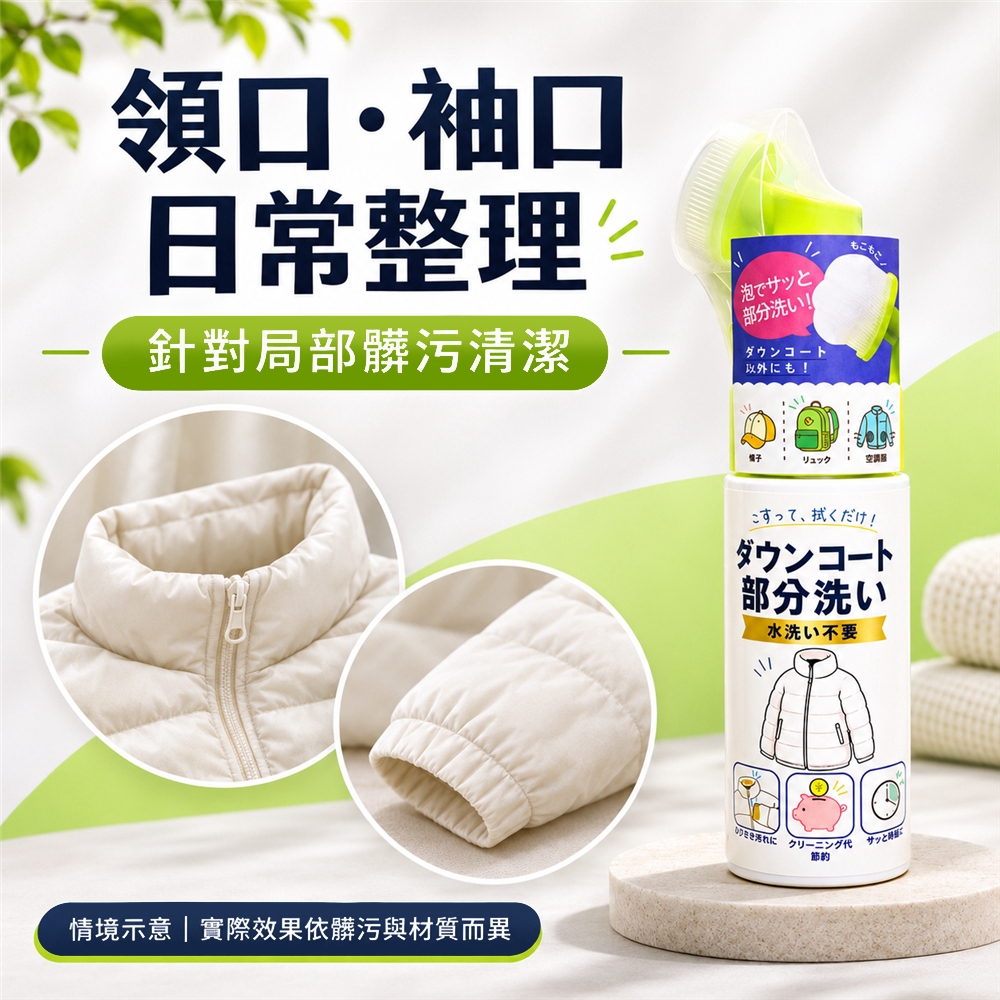 領口・袖口
日常整理
針對局部髒污清潔
もこもこ!
泡でサッと
部分洗い!
ダウンコート
以外にも!
帽子
リュック
空調服
こすって、拭くだけ!
ダウンコート
部分洗い
水洗い不要
クリーニング代
節約
情境示意｜實際效果依髒污與材質而異